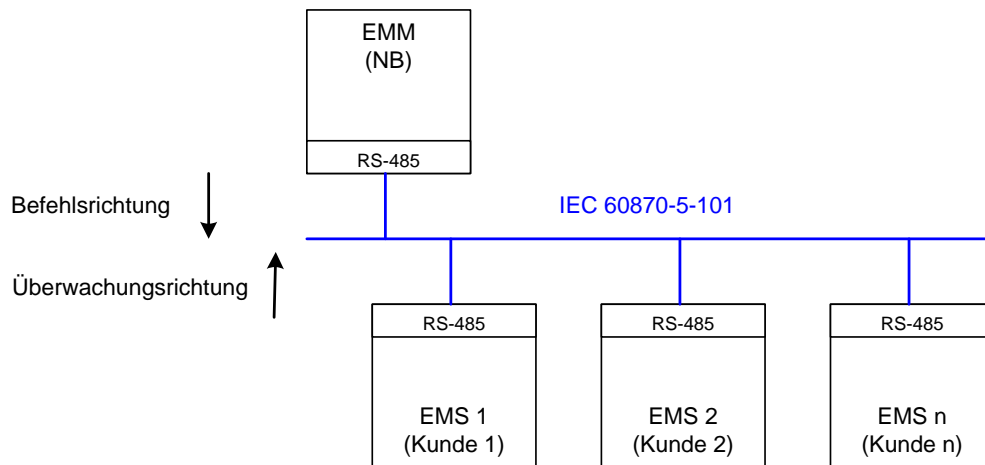 EMM
(NB)
RS-485
Befehlsrichtung
IEC 60870-5-101
Überwachungsrichtung
RS-485
RS-485
RS-485
EMS 1
(Kunde 1)
EMS 2
(Kunde 2)
EMS n
(Kunde n)